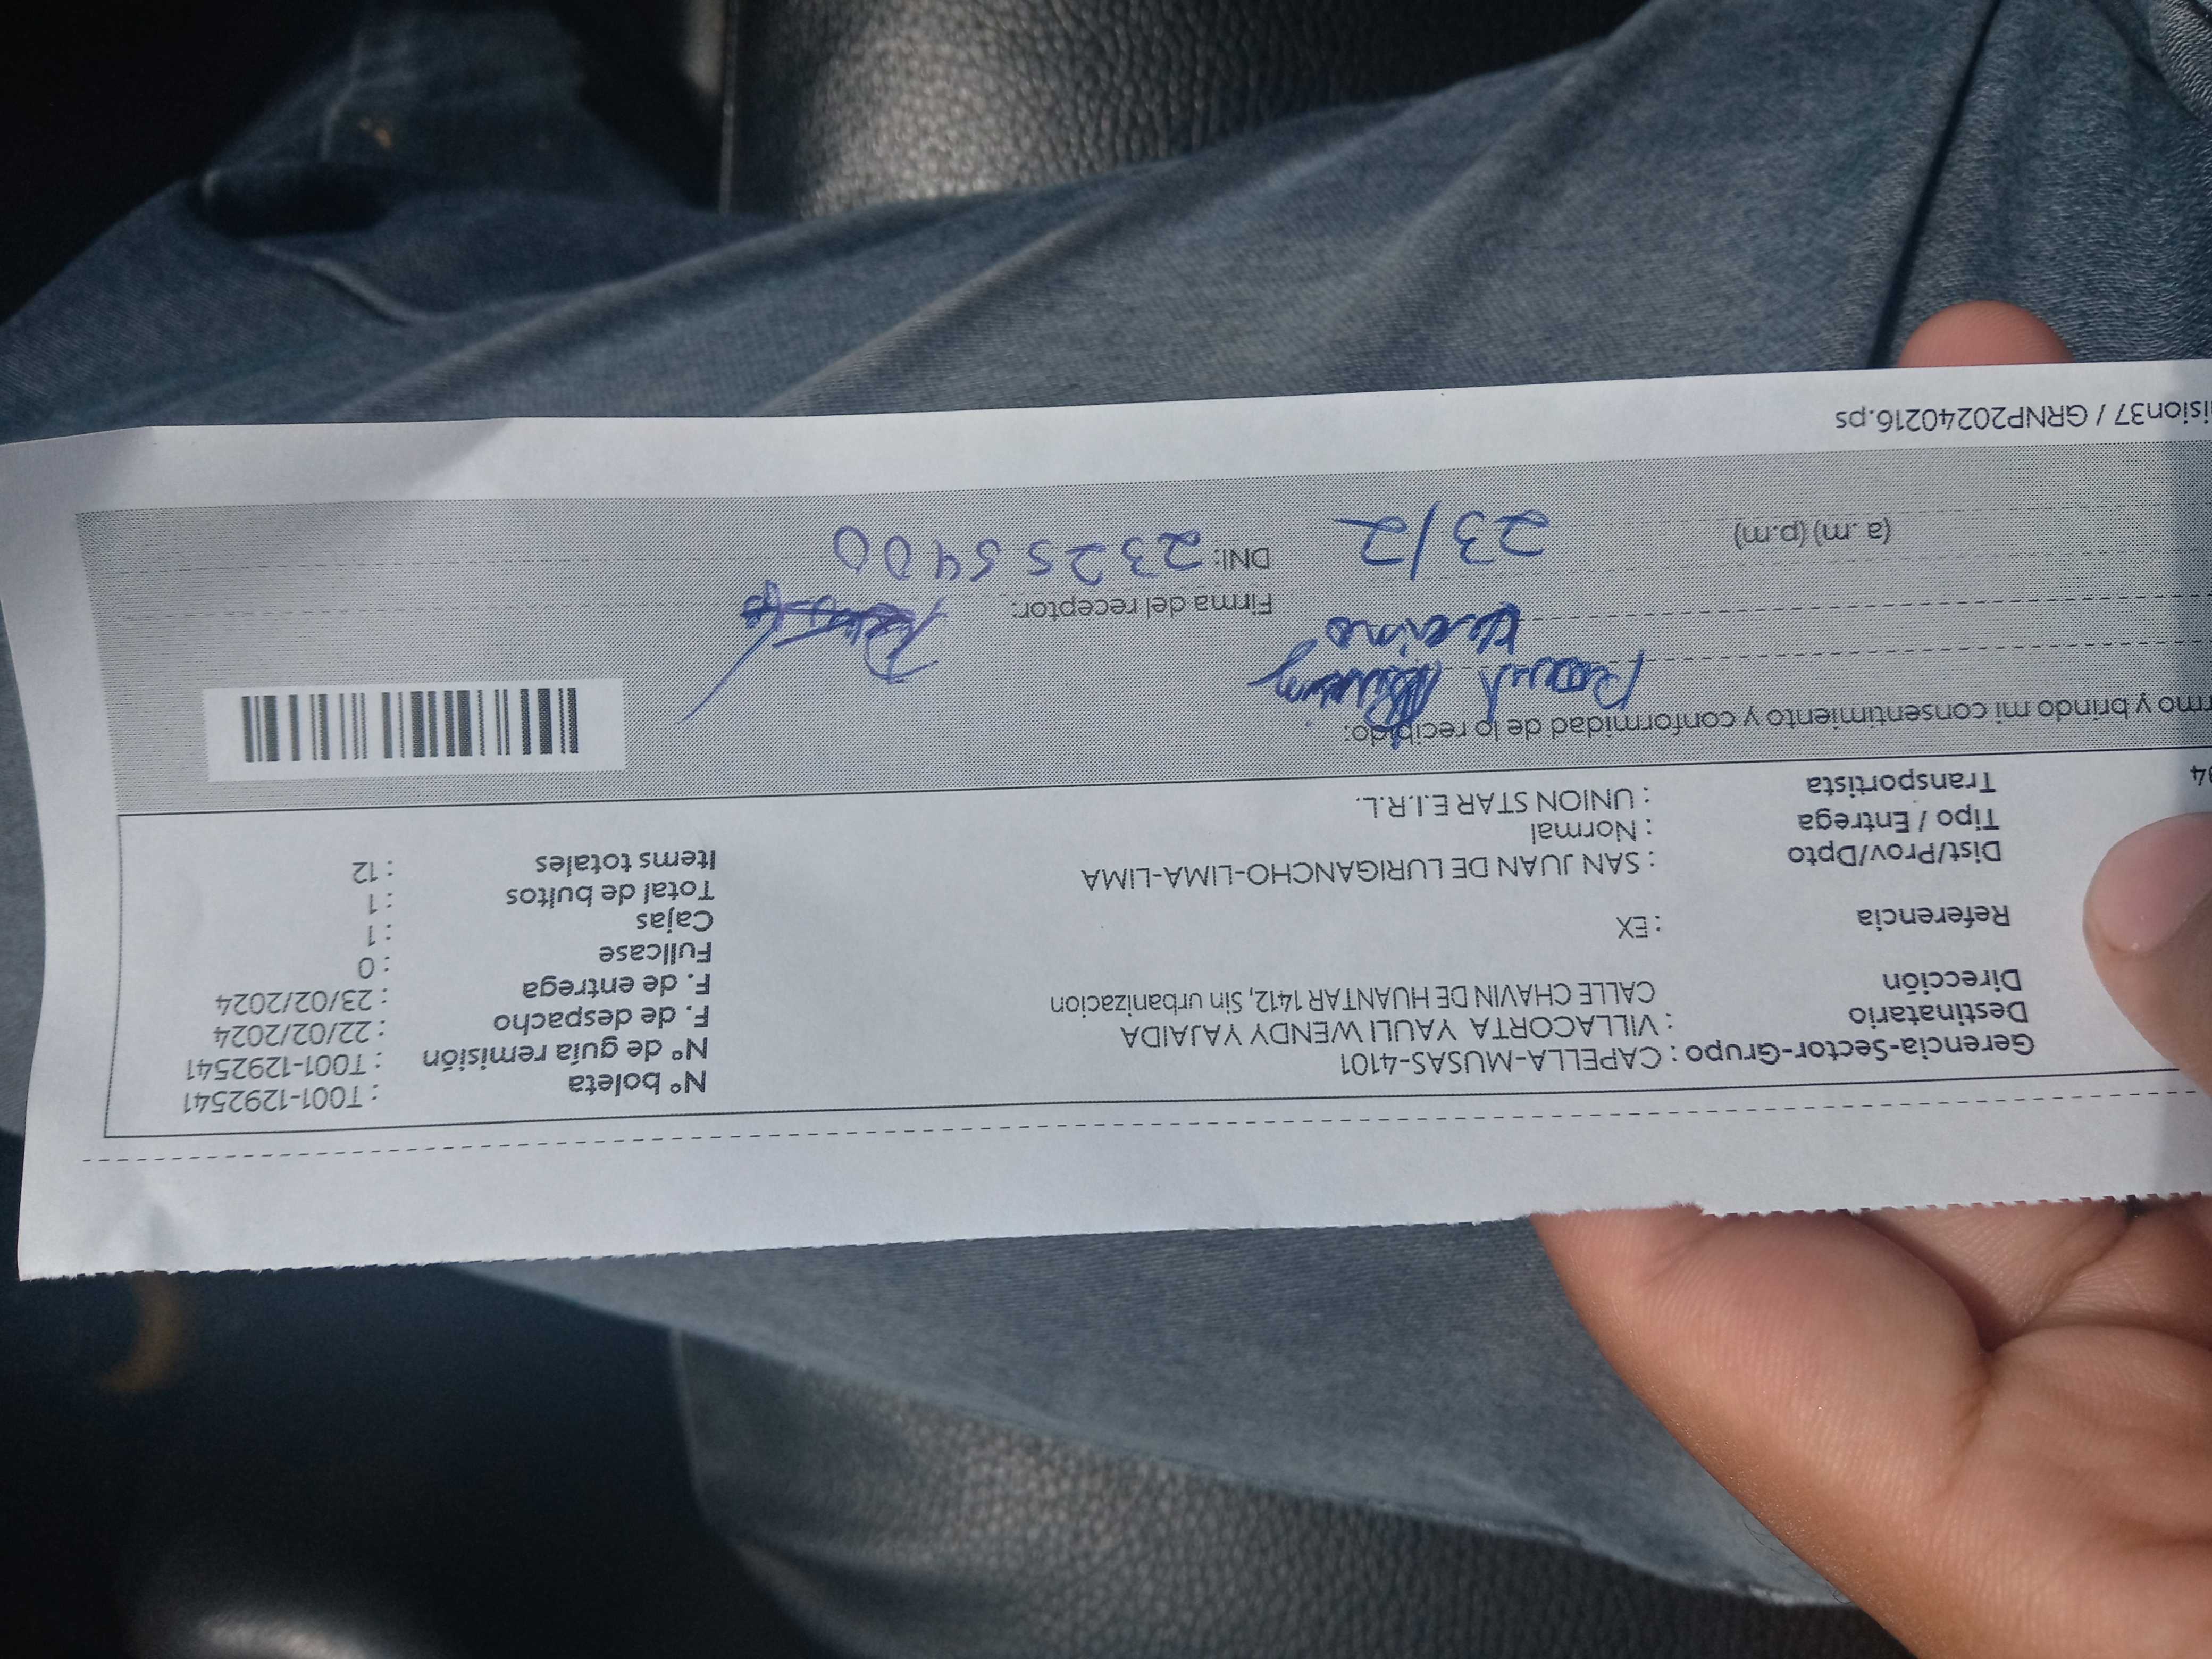 Nº boleta : T001-1292541
Gerencia-Sector-Grupo : CAPELLA-MUSAS-4101
Nº de guía remisión : T001-1292541
Destinatario : VILLACORTA YAULI WENDY YAJAIDA
F. de despacho : 22/02/2024
Dirección CALLE CHAVIN DE HUANTAR 1412, Sin urbanizacion
F. de entrega : 23/02/2024
Fullcase : 0
Referencia : EX
Cajas : 1
Total de bultos : 1
Dist/Prov/Dpto : SAN JUAN DE LURIGANCHO-LIMA-LIMA
Items totales : 12
Tipo / Entrega : Normal
Transportista : UNION STAR E.I.R.L.
rmo y brindo mi consentimiento y conformidad de lo recibido:
Firma del receptor:
(a.m) (p.m) 23/2 DNI: 23255400
ision37 / GRNP20240216.ps